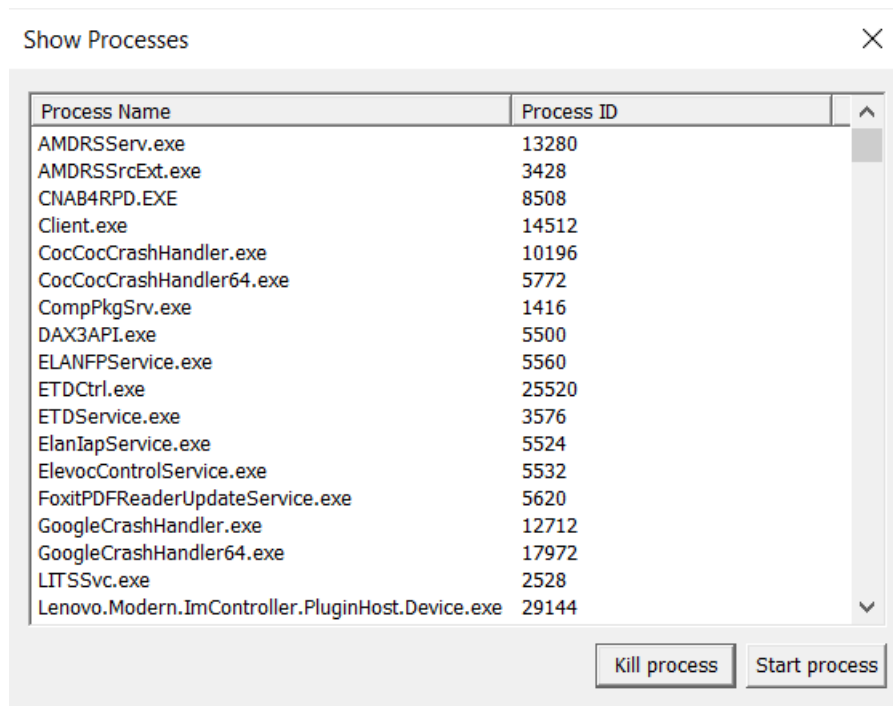 Show Processes
Process Name Process ID
AMDRSServ.exe 13280
AMDRSSrcExt.exe 3428
CNAB4RPD.EXE 8508
Client.exe 14512
CocCocCrashHandler.exe 10196
CocCocCrashHandler64.exe 5772
CompPkgSrv.exe 1416
DAX3API.exe 5500
ELANFPService.exe 5560
ETDCtrl.exe 25520
ETDService.exe 3576
ElanIapService.exe 5524
ElevocControlService.exe 5532
FoxitPDFReaderUpdateService.exe 5620
GoogleCrashHandler.exe 12712
GoogleCrashHandler64.exe 17972
LITSSvc.exe 2528
Lenovo.Modern.ImController.PluginHost.Device.exe 29144
Kill process Start process